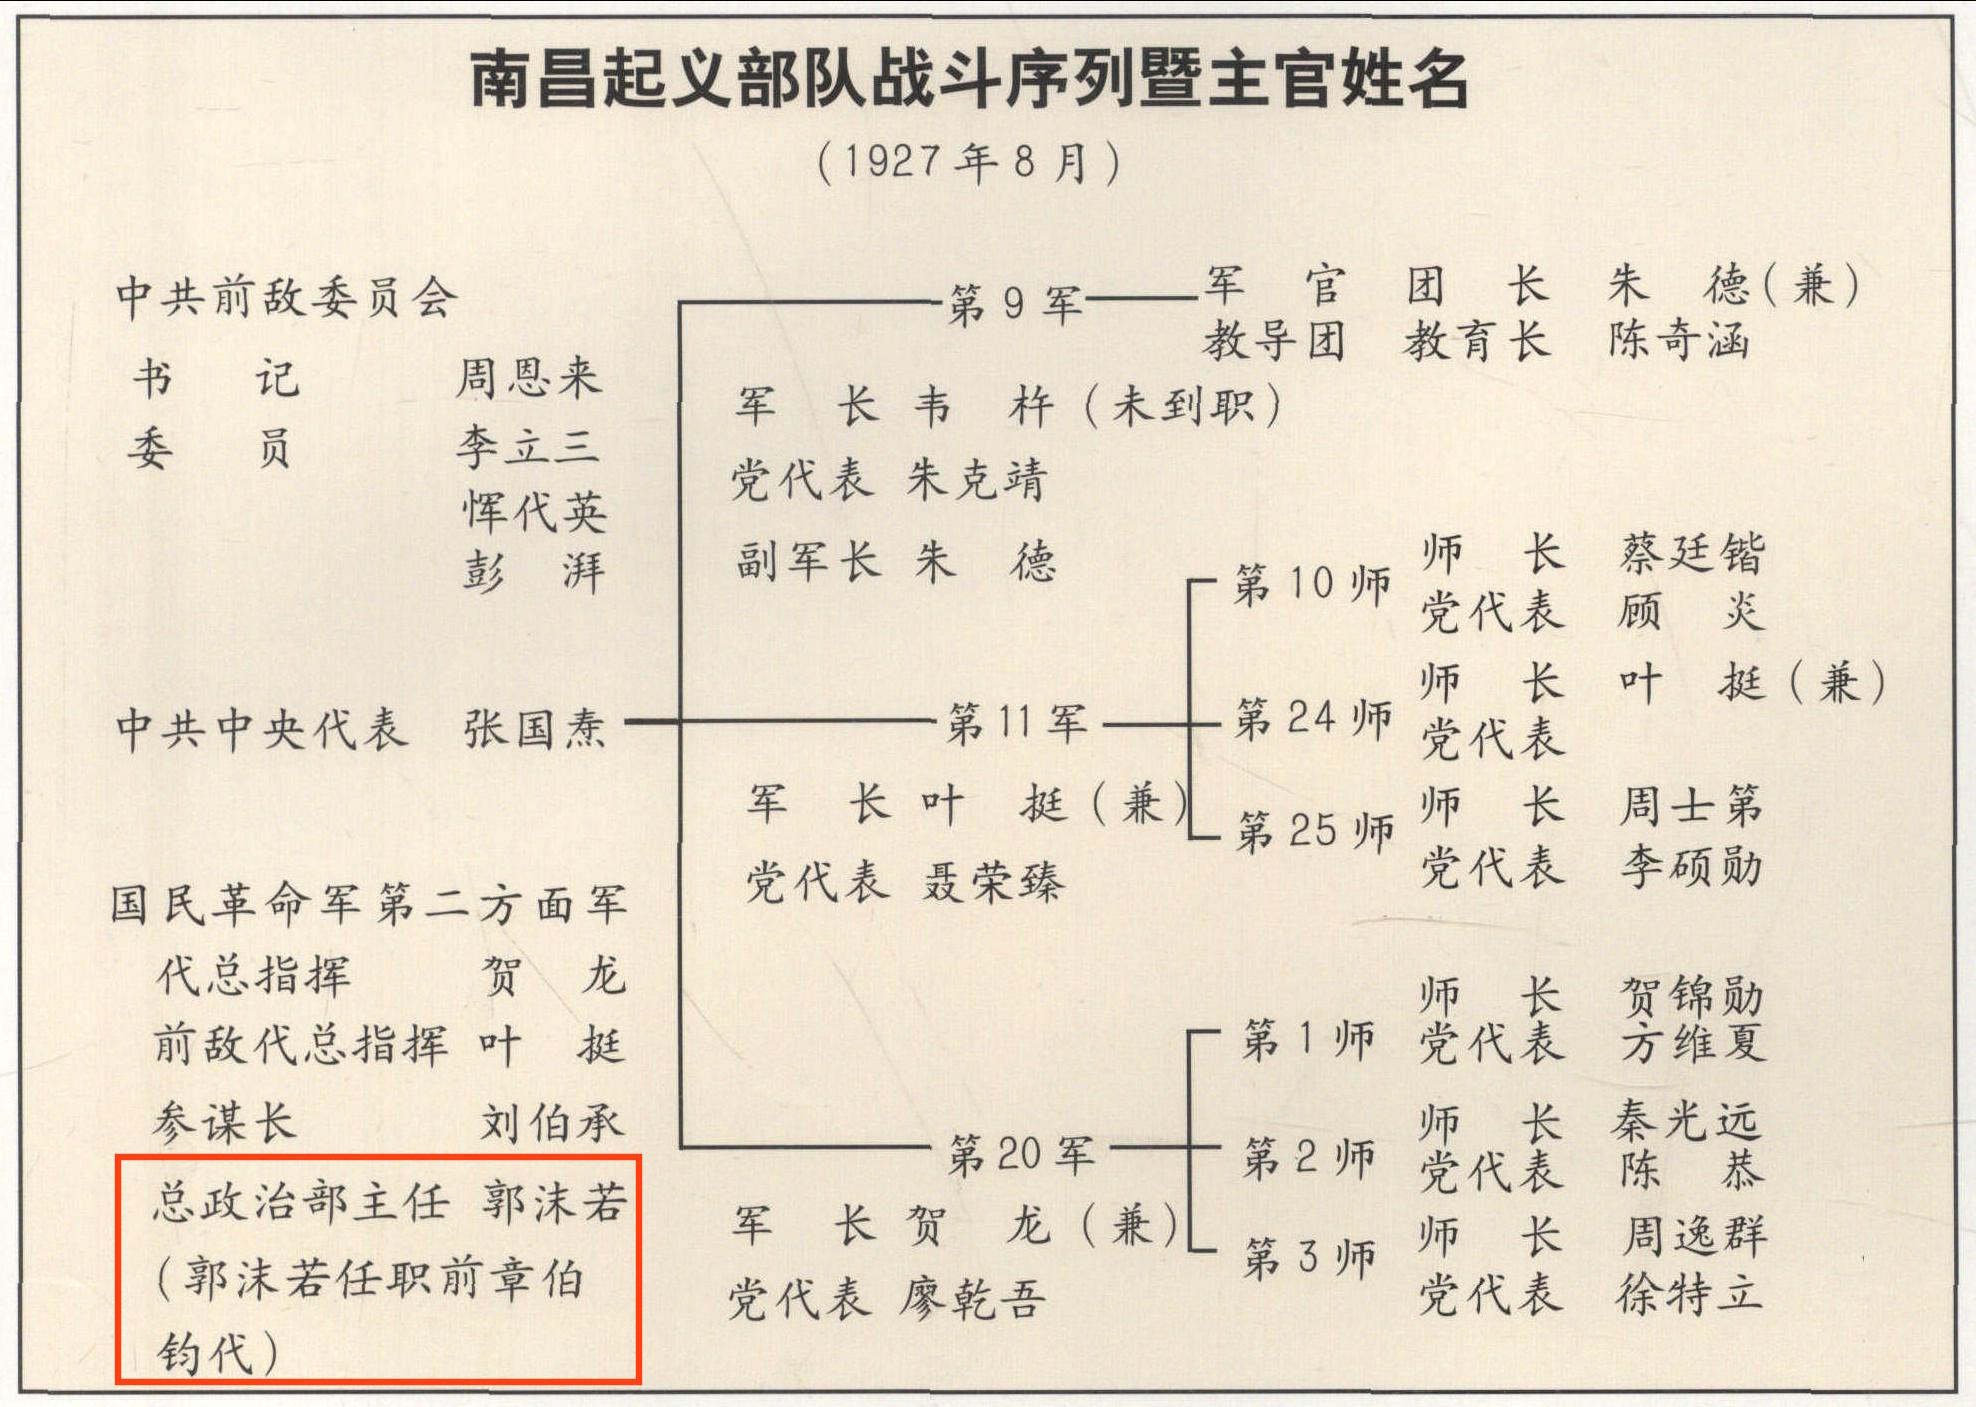 南昌起义部队战斗序列暨主官姓名
(1927年8月)
中共前敌委员会
书 记 周恩来
委 员 李立三
恽代英
彭 湃
中共中央代表 张国焘
国民革命军第二方面军
代总指挥 贺 龙
前敌代总指挥 叶 挺
参谋长 刘伯承
总政治部主任 郭沫若
(郭沫若任职前章伯
钧代)
第9军
军 官 团 长 朱 德(兼)
教导团 教育长 陈奇涵
军 长 韦 杵(未到职)
党代表 朱克靖
副军长 朱 德
第11军
军 长 叶 挺(兼)
党代表 聂荣臻
第10师
师 长 蔡廷锴
党代表 顾 炎
第24师
师 长 叶 挺(兼)
党代表
第25师
师 长 周士第
党代表 李硕勋
第20军
军 长 贺 龙(兼)
党代表 廖乾吾
第1师
师 长 贺锦勋
党代表 方维夏
第2师
师 长 秦光远
党代表 陈 恭
第3师
师 长 周逸群
党代表 徐特立